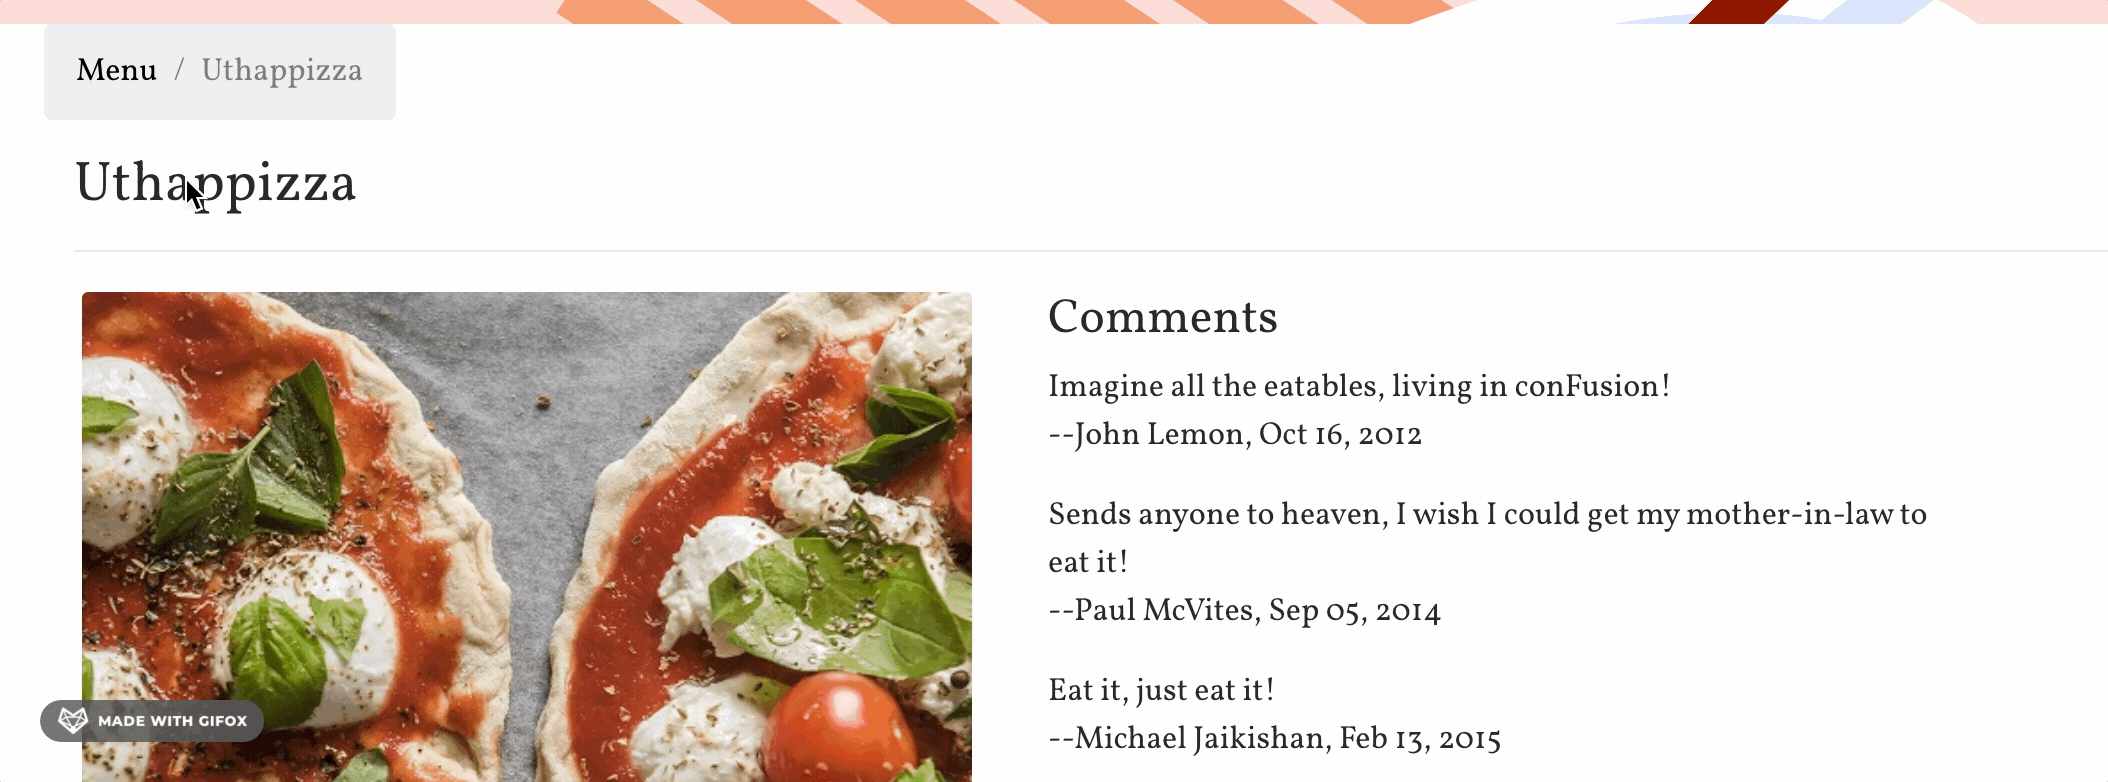 Menu / Uthappizza
Uthappizza
Comments
Imagine all the eatables, living in conFusion!
--John Lemon, Oct 16, 2012
Sends anyone to heaven, I wish I could get my mother-in-law to
eat it!
--Paul McVites, Sep 05, 2014
Eat it, just eat it!
--Michael Jaikishan, Feb 13, 2015
MADE WITH GIFOX